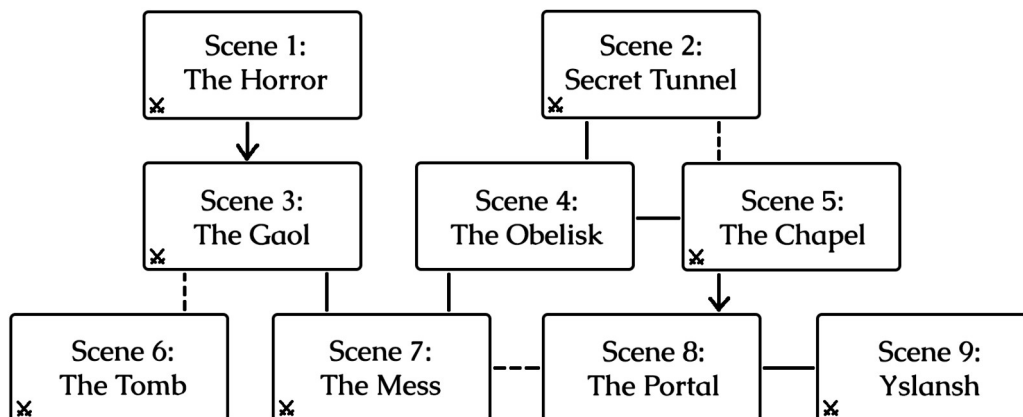 Scene 1:
The Horror
Scene 2:
Secret Tunnel
Scene 3:
The Gaol
Scene 4:
The Obelisk
Scene 5:
The Chapel
Scene 6:
The Tomb
Scene 7:
The Mess
Scene 8:
The Portal
Scene 9:
Yslansh